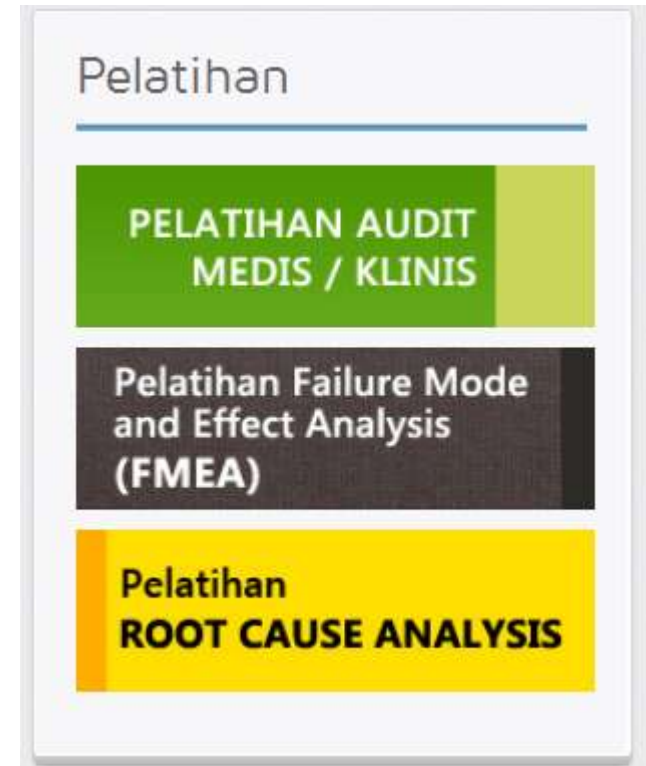 Pelatihan
PELATIHAN AUDIT
MEDIS / KLINIS
Pelatihan Failure Mode
and Effect Analysis
(FMEA)
Pelatihan
ROOT CAUSE ANALYSIS